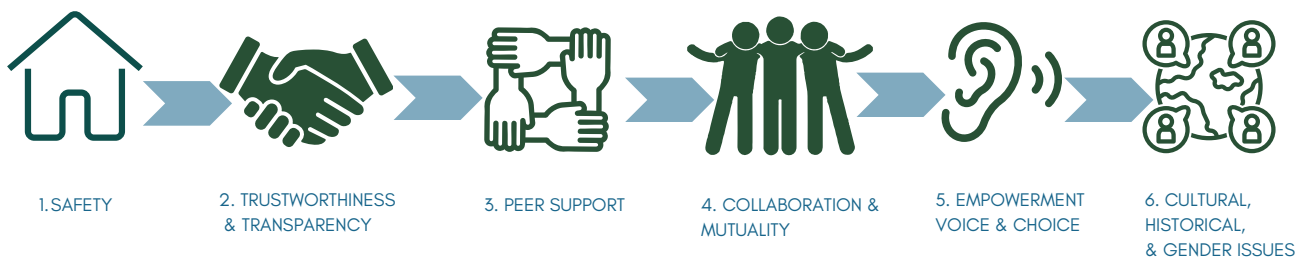 1. SAFETY
2. TRUSTWORTHINESS
& TRANSPARENCY
3. PEER SUPPORT
4. COLLABORATION &
MUTUALITY
5. EMPOWERMENT
VOICE & CHOICE
6. CULTURAL,
HISTORICAL,
& GENDER ISSUES